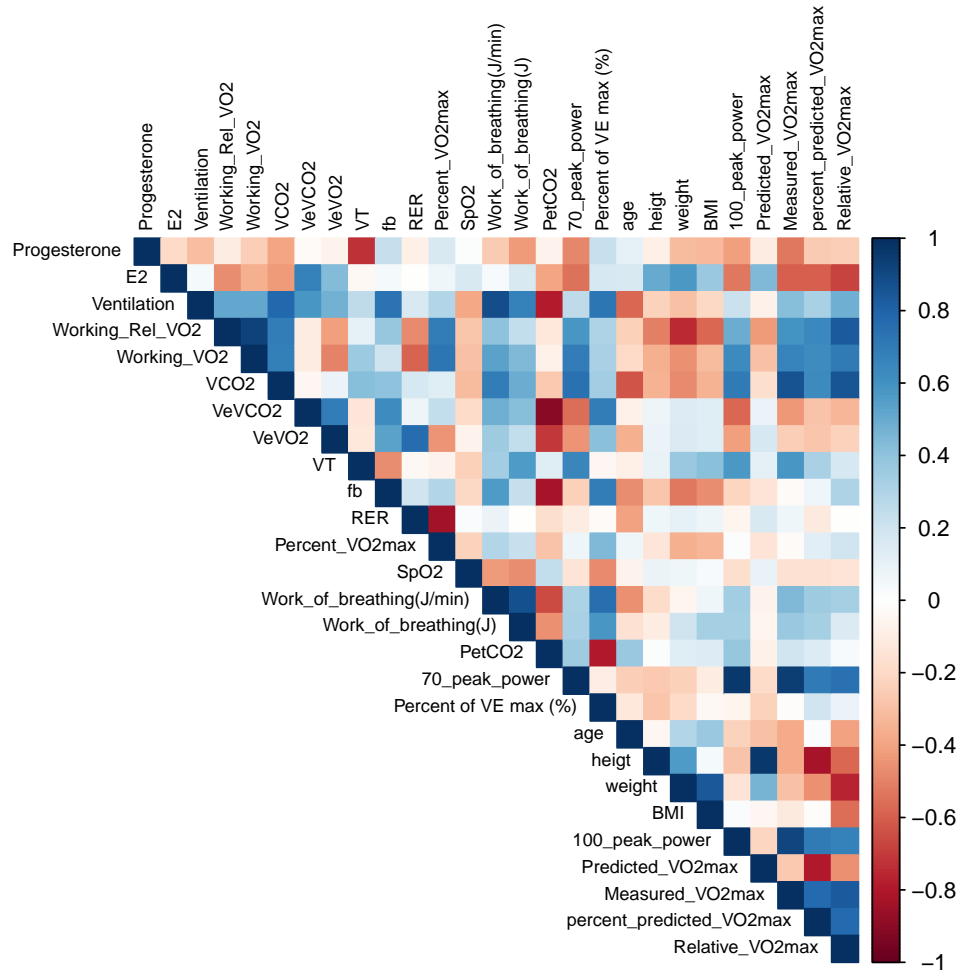 Progesterone
E2
Ventilation
Working_Rel_VO2
Working_VO2
VCO2
VeVCO2
VeVO2
VT
fb
RER
Percent_VO2max
SpO2
Work_of_breathing(J/min)
Work_of_breathing(J)
PetCO2
70_peak_power
Percent of VE max (%)
age
heigt
weight
BMI
100_peak_power
Predicted_VO2max
Measured_VO2max
percent_predicted_VO2max
Relative_VO2max
Progesterone
E2
Ventilation
Working_Rel_VO2
Working_VO2
VCO2
VeVCO2
VeVO2
VT
fb
RER
Percent_VO2max
SpO2
Work_of_breathing(J/min)
Work_of_breathing(J)
PetCO2
70_peak_power
Percent of VE max (%)
age
heigt
weight
BMI
100_peak_power
Predicted_VO2max
Measured_VO2max
percent_predicted_VO2max
Relative_VO2max
1
0.8
0.6
0.4
0.2
0
−0.2
−0.4
−0.6
−0.8
−1